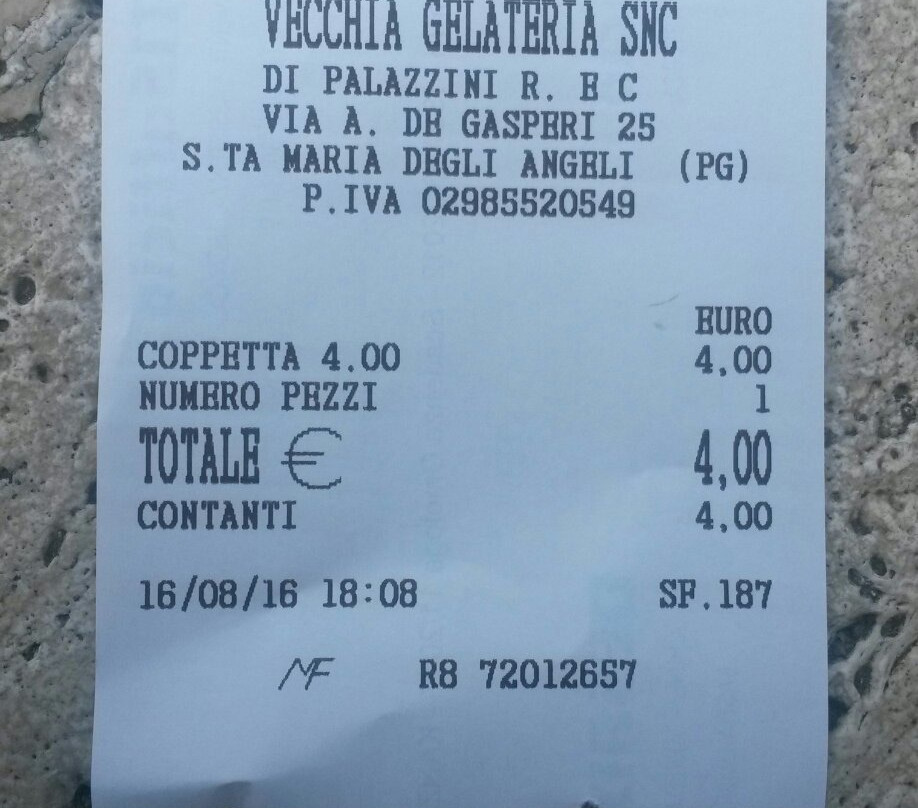 VECCHIA GELATERIA SNC
DI PALAZZINI R. E C
VIA A. DE GASPERI 25
S.TA MARIA DEGLI ANGELI (PG)
P.IVA 02985520549
EURO
COPPETTA 4.00 4,00
NUMERO PEZZI 1
TOTALE € 4,00
CONTANTI 4,00
16/08/16 18:08 SF.187
MF R8 72012657